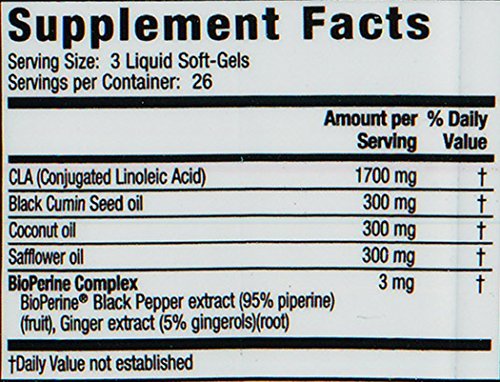 Supplement Facts
Serving Size: 3 Liquid Soft-Gels
Servings per Container: 26
Amount per % Daily
Serving Value
CLA (Conjugated Linoleic Acid) 1700 mg †
Black Cumin Seed oil 300 mg †
Coconut oil 300 mg †
Safflower oil 300 mg †
BioPerine Complex 3 mg †
BioPerine® Black Pepper extract (95% piperine)
(fruit), Ginger extract (5% gingerols)(root)
†Daily Value not established